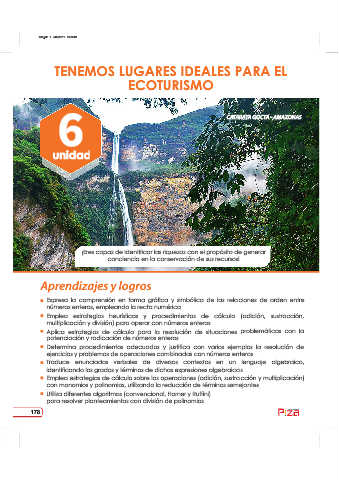 TENEMOS LUGARES IDEALES PARA EL
ECOTURISMO
CATARATA GOCTA - AMAZONAS
6
unidad
¡Eres capaz de identificar las riquezas con el propósito de generar
conciencia en la conservación de sus recursos!
Aprendizajes y logros
Expresa la comprensión en forma gráfica y simbólica de las relaciones de orden entre
números enteros, empleando la recta numérica
Emplea estrategias heurísticas y procedimientos de cálculo (adición, sustracción,
multiplicación y división) para operar con números enteros
Aplica estrategias de cálculo para la resolución de situaciones problemáticas con la
potenciación y radicación de números enteros
Determina procedimientos adecuados y justifica con varios ejemplos la resolución de
ejercicios y problemas de operaciones combinadas con números enteros
Traduce enunciados verbales de diversos contextos en un lenguaje algebraico,
identificando los grados y términos de dichas expresiones algebraicas
Emplea estrategias de cálculo sobre las operaciones (adición, sustracción y multiplicación)
con monomios y polinomios, utilizando la reducción de términos semejantes
Utiliza diferentes algoritmos (convencional, Horner y Ruffini)
para resolver planteamientos con división de polinomios
178